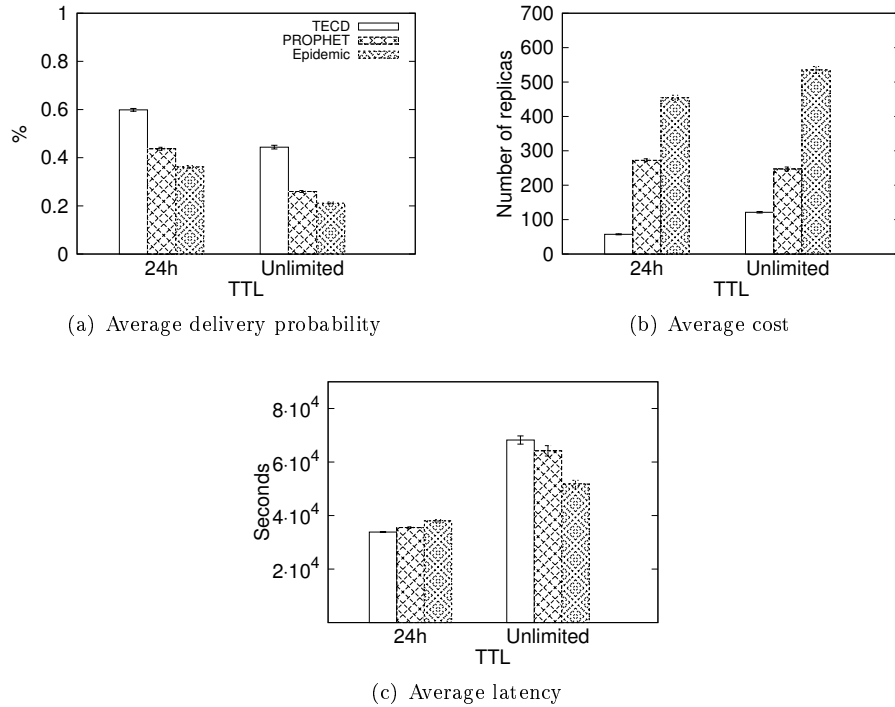 1
0.8
0.6
0.4
0.2
0
%
TECD
PROPHET
Epidemic
24h
Unlimited
TTL
(a) Average delivery probability
700
600
500
400
300
200
100
0
Number of replicas
24h
Unlimited
TTL
(b) Average cost
8·10⁴
6·10⁴
4·10⁴
2·10⁴
Seconds
24h
Unlimited
TTL
(c) Average latency